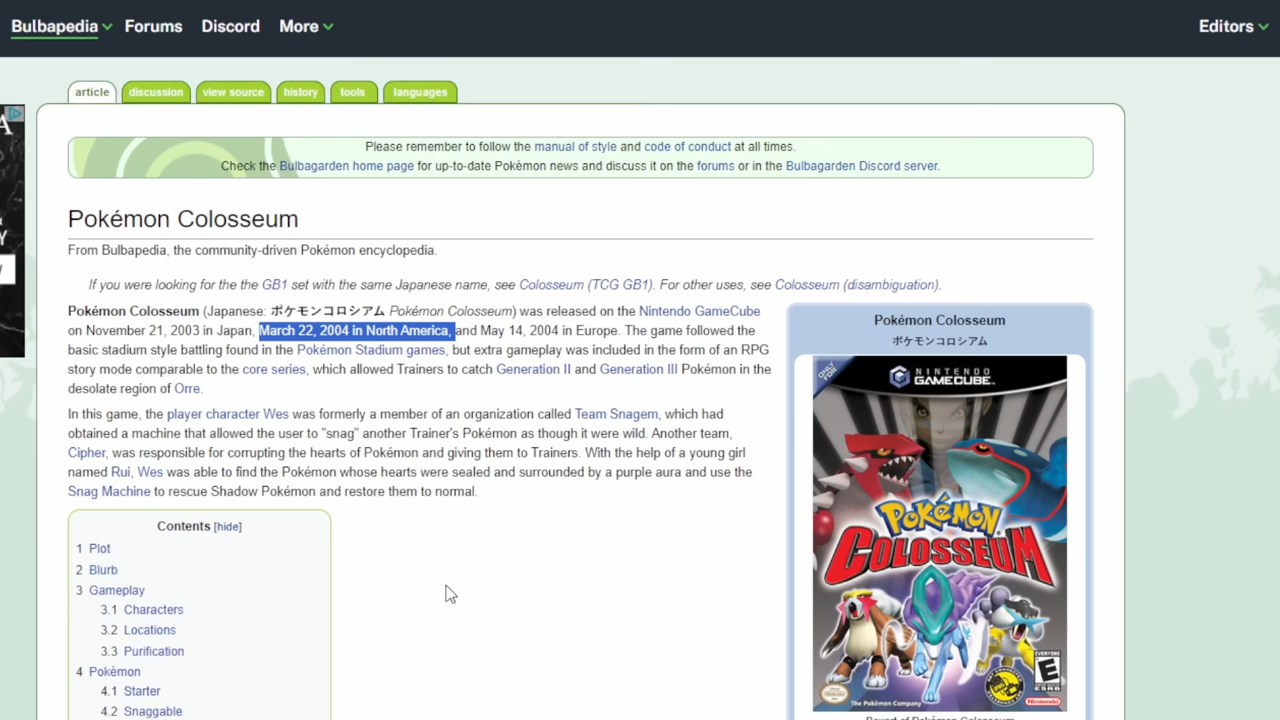 Bulbapedia Forums Discord More Editors
article discussion view source history tools languages
A
Y
Please remember to follow the manual of style and code of conduct at all times.
Check the Bulbagarden home page for up-to-date Pokémon news and discuss it on the forums or in the Bulbagarden Discord server.
Pokémon Colosseum
From Bulbapedia, the community-driven Pokémon encyclopedia.
If you were looking for the the GB1 set with the same Japanese name, see Colosseum (TCG GB1). For other uses, see Colosseum (disambiguation).
Pokémon Colosseum (Japanese: ポケモンコロシアム Pokémon Colosseum) was released on the Nintendo GameCube
on November 21, 2003 in Japan, March 22, 2004 in North America, and May 14, 2004 in Europe. The game followed the
basic stadium style battling found in the Pokémon Stadium games, but extra gameplay was included in the form of an RPG
story mode comparable to the core series, which allowed Trainers to catch Generation II and Generation III Pokémon in the
desolate region of Orre.
In this game, the player character Wes was formerly a member of an organization called Team Snagem, which had
obtained a machine that allowed the user to "snag" another Trainer's Pokémon as though it were wild. Another team,
Cipher, was responsible for corrupting the hearts of Pokémon and giving them to Trainers. With the help of a young girl
named Rui, Wes was able to find the Pokémon whose hearts were sealed and surrounded by a purple aura and use the
Snag Machine to rescue Shadow Pokémon and restore them to normal.
Contents [hide]
1 Plot
2 Blurb
3 Gameplay
3.1 Characters
3.2 Locations
3.3 Purification
4 Pokémon
4.1 Starter
4.2 Snaggable
Pokémon Colosseum
ポケモンコロシアム
ONLY FOR
NINTENDO
GAMECUBE
POKéMON
COLOSSEUM
EVERYONE
E
ESRB
The Pokémon Company
Nintendo